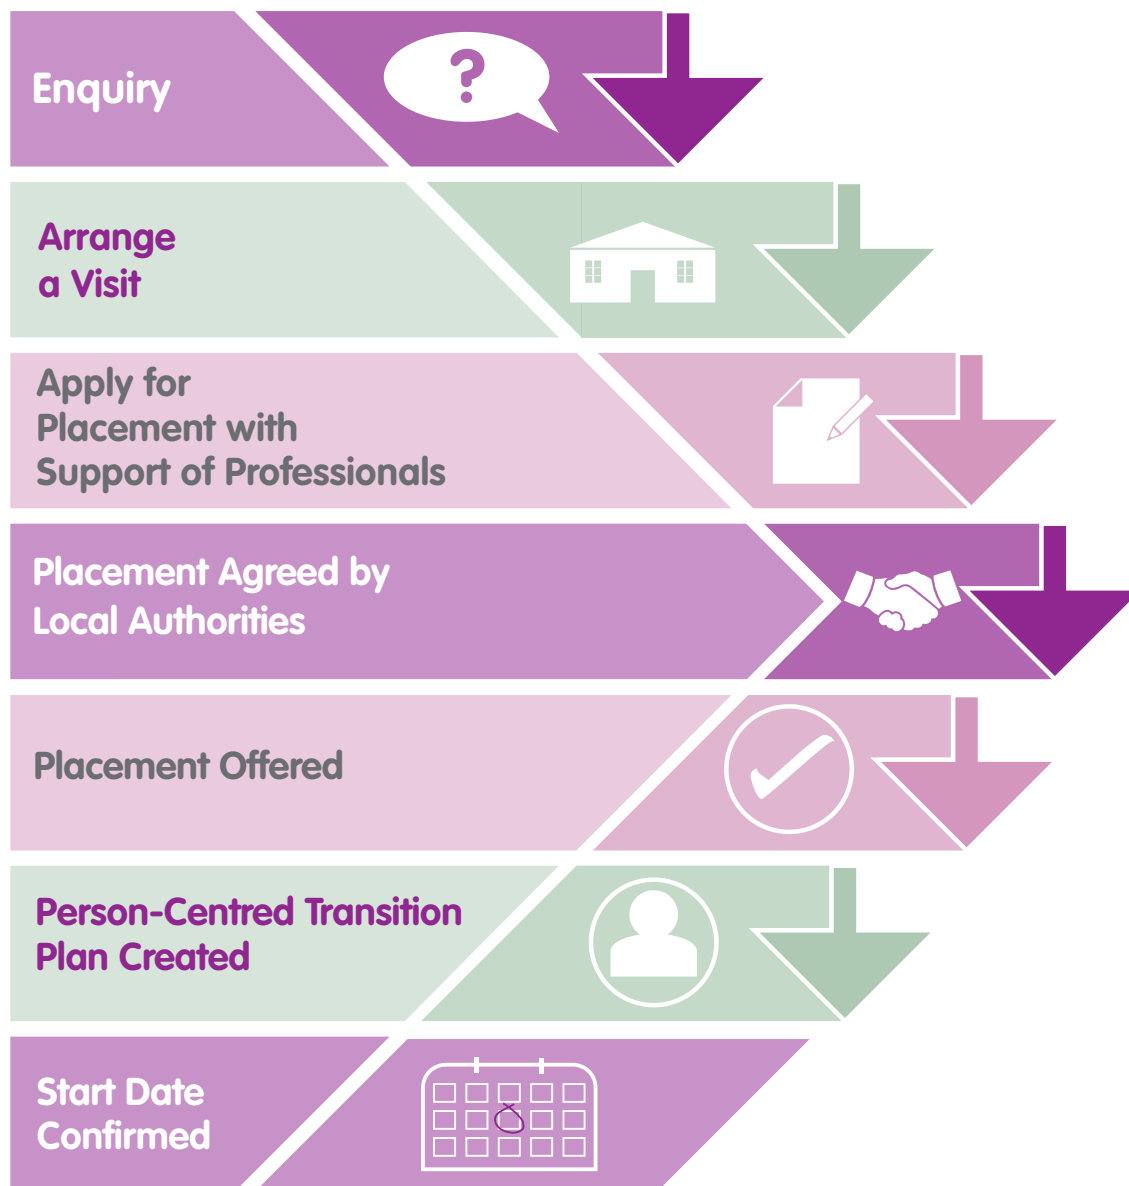 Enquiry
?
Arrange
a Visit
Apply for
Placement with
Support of Professionals
Placement Agreed by
Local Authorities
Placement Offered
Person-Centred Transition
Plan Created
Start Date
Confirmed